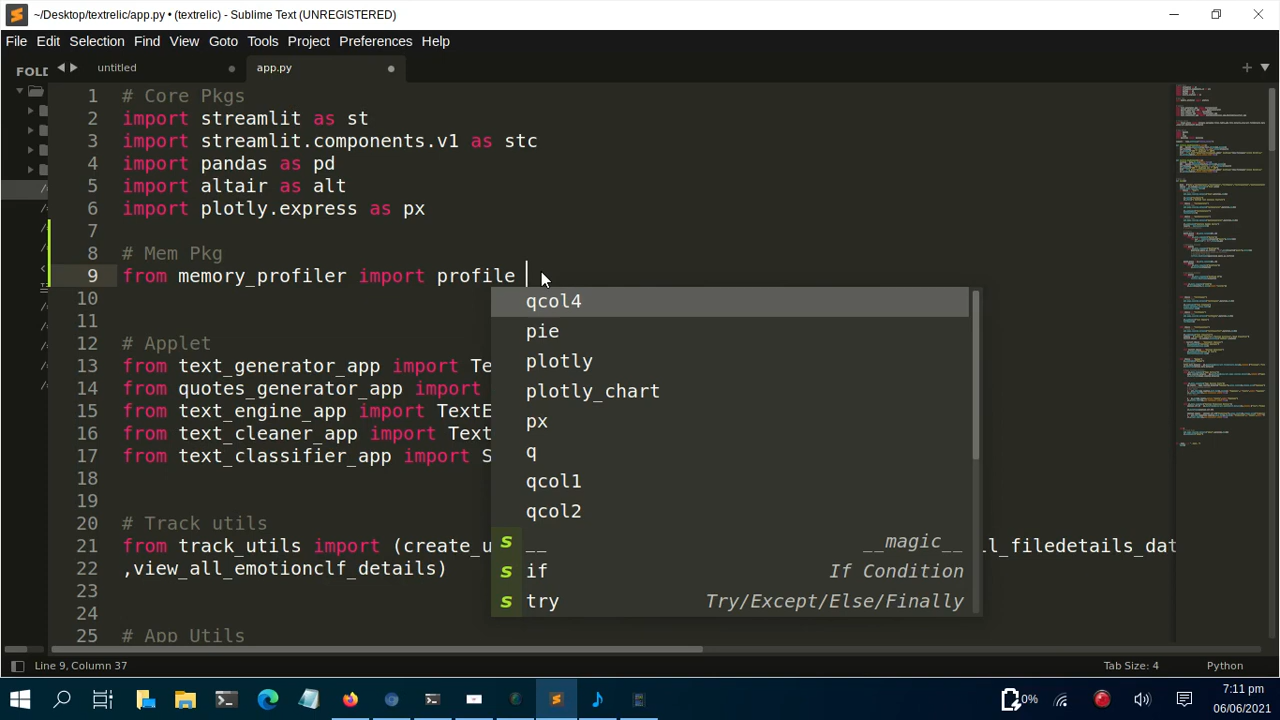 ~/Desktop/textrelic/app.py • (textrelic) - Sublime Text (UNREGISTERED)
File Edit Selection Find View Goto Tools Project Preferences Help
FOLD
untitled
app.py
1 # Core Pkgs
2 import streamlit as st
3 import streamlit.components.v1 as stc
4 import pandas as pd
5 import altair as alt
6 import plotly.express as px
7
8 # Mem Pkg
9 from memory_profiler import profile
10
11
12 # Applet
13 from text_generator_app import Te
14 from quotes_generator_app import
15 from text_engine_app import TextE
16 from text_cleaner_app import Text
17 from text_classifier_app import S
18
19
20 # Track utils
21 from track_utils import (create_u ll_filedetails_dat
22 ,view_all_emotionclf_details)
23
24
25 # App Utils
qcol4
pie
plotly
plotly_chart
px
q
qcol1
qcol2
s __ __magic__
s if If Condition
s try Try/Except/Else/Finally
Line 9, Column 37
Tab Size: 4
Python
0%
7:11 pm
06/06/2021